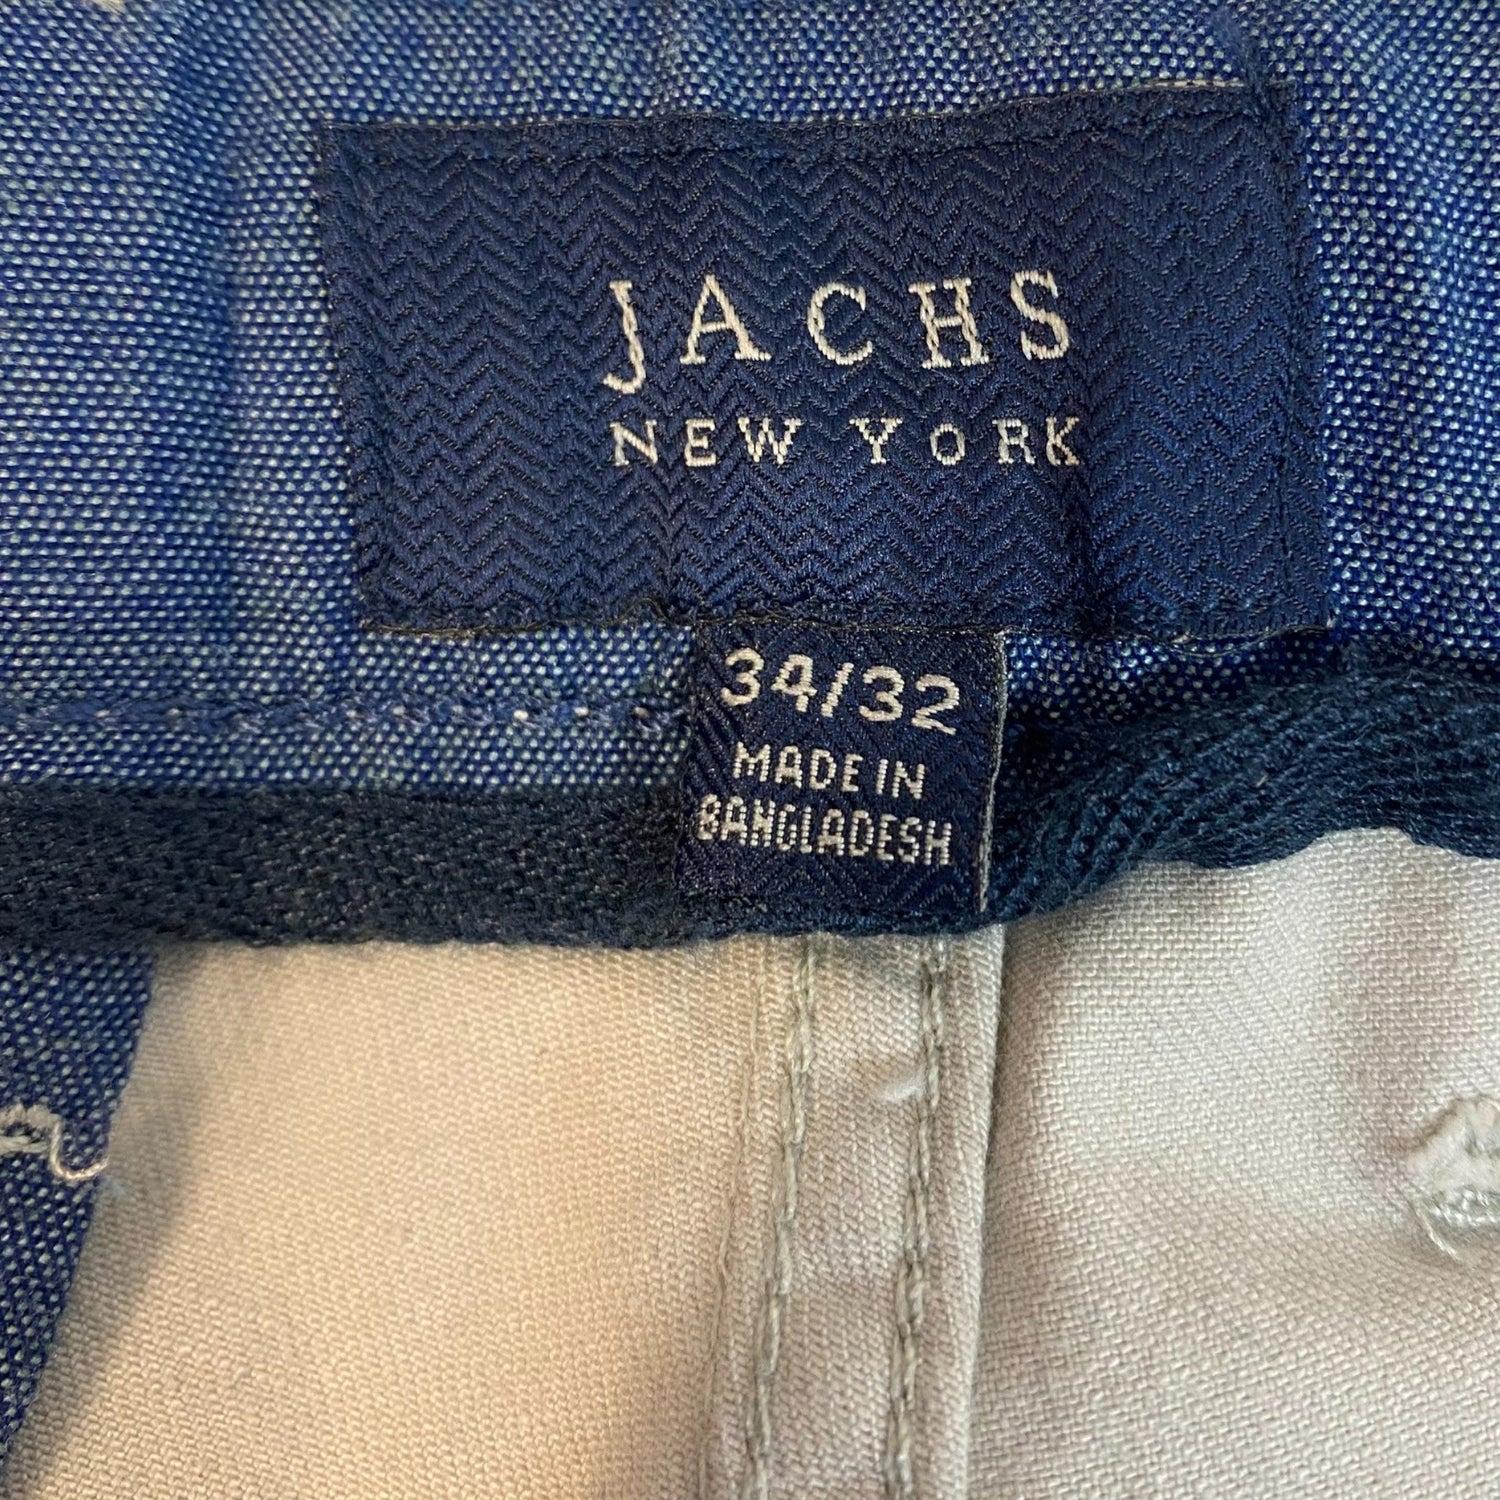 JACHS
NEW YORK
34/32
MADE IN
BANGLADESH